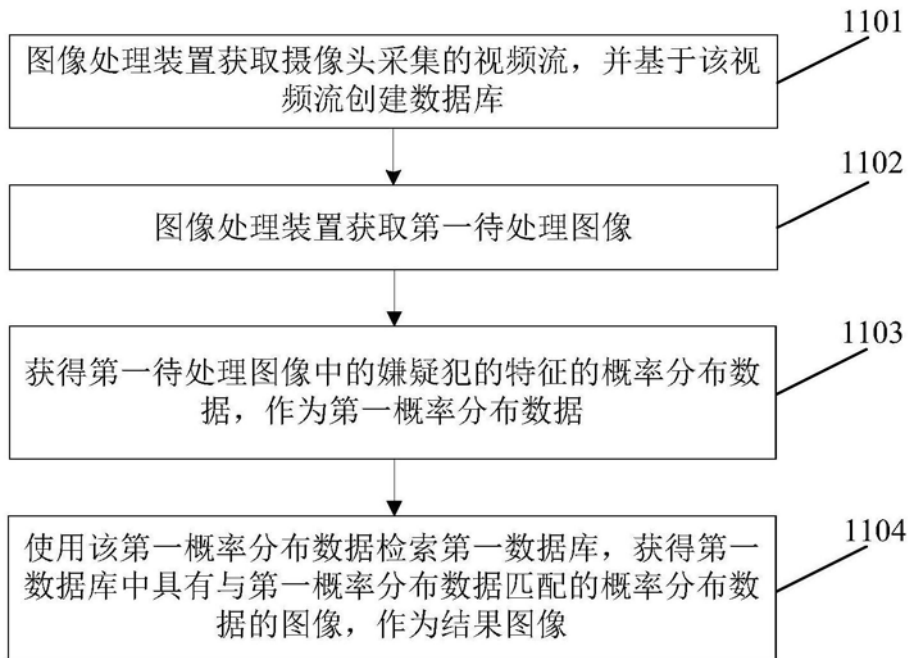 1101
图像处理装置获取摄像头采集的视频流，并基于该视
频流创建数据库
1102
图像处理装置获取第一待处理图像
1103
获得第一待处理图像中的嫌疑犯的特征的概率分布数
据，作为第一概率分布数据
1104
使用该第一概率分布数据检索第一数据库，获得第一
数据库中具有与第一概率分布数据匹配的概率分布数
据的图像，作为结果图像